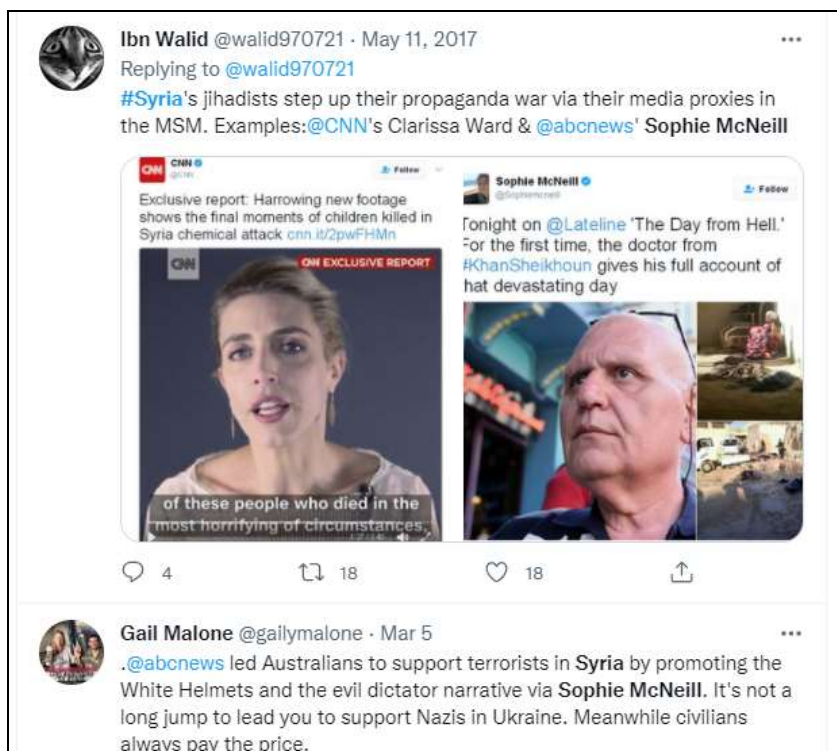 Ibn Walid @walid970721 · May 11, 2017
Replying to @walid970721
#Syria's jihadists step up their propaganda war via their media proxies in
the MSM. Examples:@CNN's Clarissa Ward & @abcnews' Sophie McNeill
CNN
CNN
@CNN
Follow
Exclusive report: Harrowing new footage
shows the final moments of children killed in
Syria chemical attack cnn.it/2pwFHMn
CNN
CNN EXCLUSIVE REPORT
of these people who died in the
most horrifying of circumstances,
Sophie McNeill
@Sophiemcneill
Follow
Tonight on @Lateline 'The Day from Hell.'
For the first time, the doctor from
#KhanSheikhoun gives his full account of
that devastating day
4 18 18
Gail Malone @gailymalone · Mar 5
.@abcnews led Australians to support terrorists in Syria by promoting the
White Helmets and the evil dictator narrative via Sophie McNeill. It's not a
long jump to lead you to support Nazis in Ukraine. Meanwhile civilians
always pay the price.